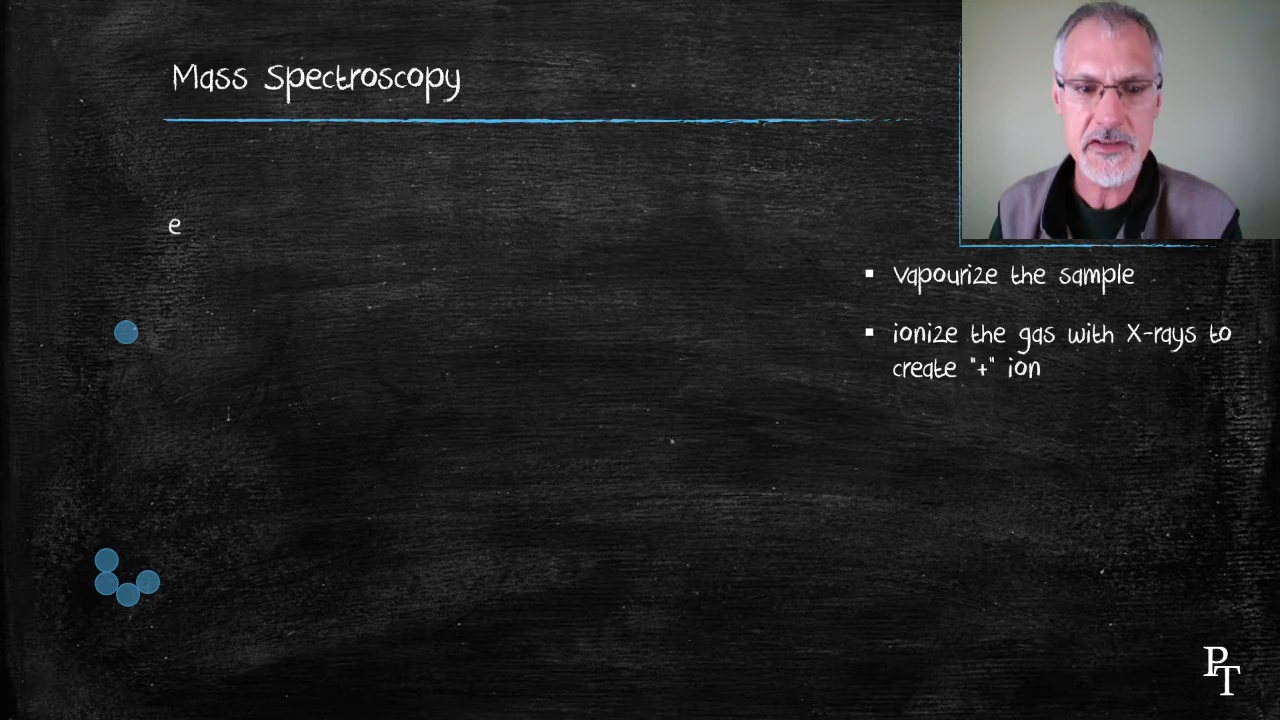 Mass Spectroscopy
e
▪ vapourize the sample
▪ ionize the gas with X-rays to
create "+" ion
PT